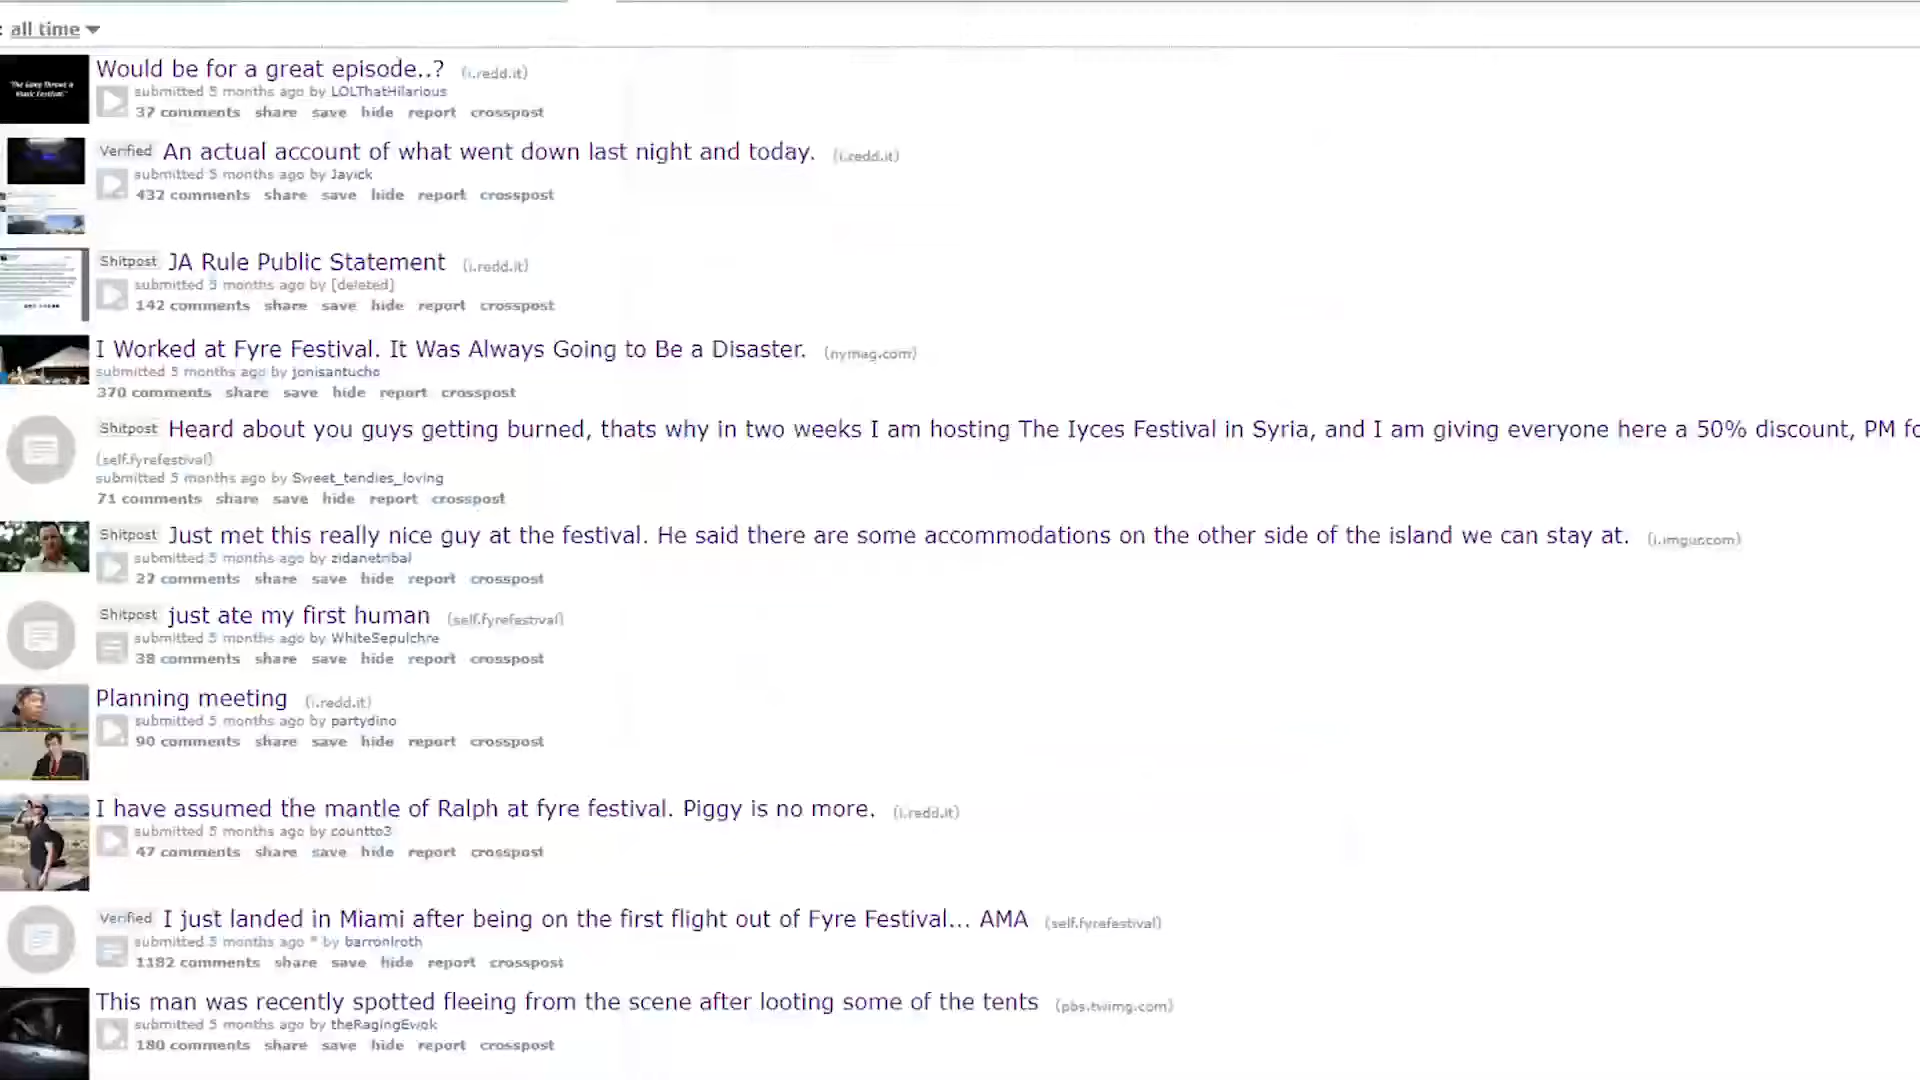 : all time
Would be for a great episode..? (i.redd.it)
"The Gang Throws a
Music Festival"
submitted 5 months ago by LOLThatHilarious
37 comments share save hide report crosspost
Verified An actual account of what went down last night and today. (i.redd.it)
submitted 5 months ago by Jayick
432 comments share save hide report crosspost
Shitpost JA Rule Public Statement (i.redd.it)
submitted 5 months ago by [deleted]
142 comments share save hide report crosspost
I Worked at Fyre Festival. It Was Always Going to Be a Disaster. (nymag.com)
submitted 5 months ago by jonisantucho
370 comments share save hide report crosspost
Shitpost Heard about you guys getting burned, thats why in two weeks I am hosting The Iyces Festival in Syria, and I am giving everyone here a 50% discount, PM fo
(self.fyrefestival)
submitted 5 months ago by Sweet_tendies_loving
71 comments share save hide report crosspost
Shitpost Just met this really nice guy at the festival. He said there are some accommodations on the other side of the island we can stay at. (i.imgur.com)
submitted 5 months ago by zidanetribal
22 comments share save hide report crosspost
Shitpost just ate my first human (self.fyrefestival)
submitted 5 months ago by WhiteSepulchre
38 comments share save hide report crosspost
Planning meeting (i.redd.it)
submitted 5 months ago by partydino
90 comments share save hide report crosspost
I have assumed the mantle of Ralph at fyre festival. Piggy is no more. (i.redd.it)
submitted 5 months ago by countto3
47 comments share save hide report crosspost
Verified I just landed in Miami after being on the first flight out of Fyre Festival... AMA (self.fyrefestival)
submitted 5 months ago * by barronlroth
1182 comments share save hide report crosspost
This man was recently spotted fleeing from the scene after looting some of the tents (pbs.twimg.com)
submitted 5 months ago by theRagingEwok
180 comments share save hide report crosspost